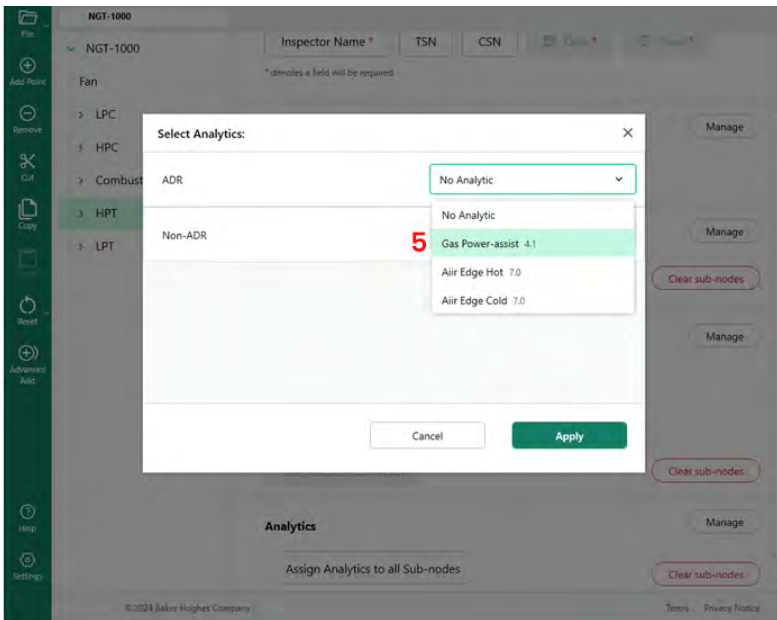 NGT-1000
File
NGT-1000
Inspector Name *
TSN
CSN
* denotes a field will be required
Add Point
Fan
Remove
LPC
Manage
Select Analytics:
HPC
Cut
Combust
ADR
No Analytic
Copy
HPT
No Analytic
LPT
Non-ADR
5
Gas Power-assist 4.1
Manage
Aiir Edge Hot 7.0
Clear sub-nodes
Aiir Edge Cold 7.0
Reset
Manage
Advanced
Add
Cancel
Apply
Clear sub-nodes
Help
Analytics
Manage
Settings
Assign Analytics to all Sub-nodes
Clear sub-nodes
©2024 Baker Hughes Company
Terms
Privacy Notice